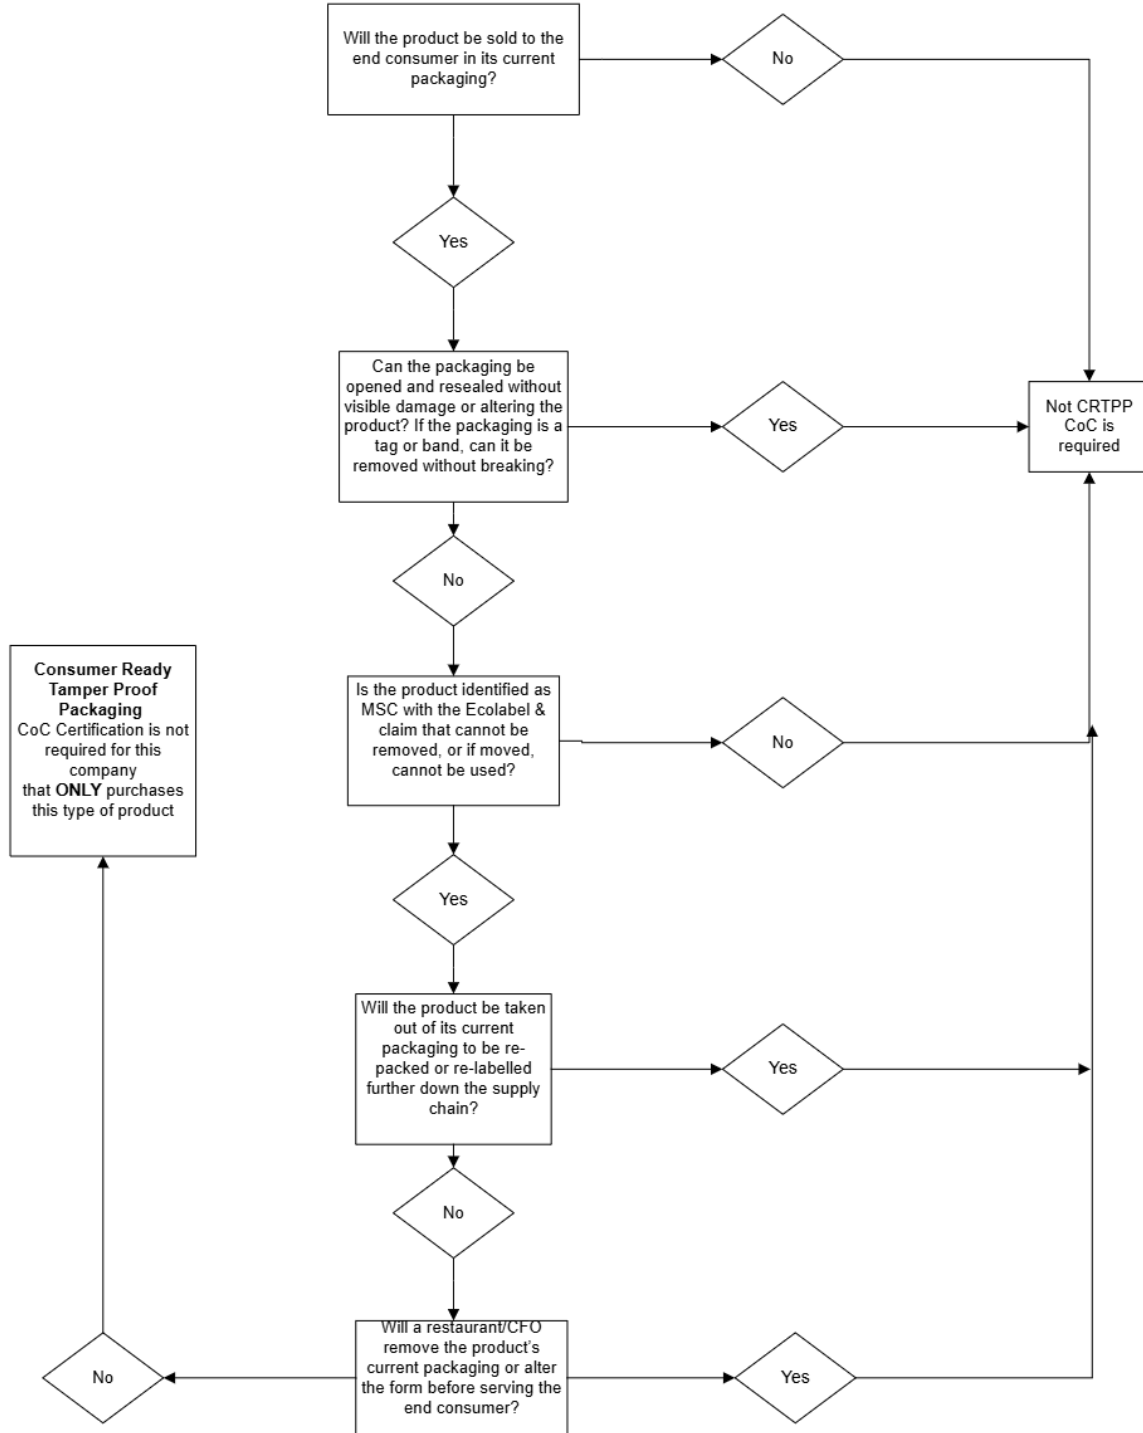 Will the product be sold to the
end consumer in its current
packaging?
No
Yes
Can the packaging be
opened and resealed without
visible damage or altering the
product? If the packaging is a
tag or band, can it be
removed without breaking?
Yes
Not CRTPP
CoC is
required
No
Consumer Ready
Tamper Proof
Packaging
CoC Certification is not
required for this
company
that ONLY purchases
this type of product
Is the product identified as
MSC with the Ecolabel &
claim that cannot be
removed, or if moved,
cannot be used?
No
Yes
Will the product be taken
out of its current
packaging to be re-
packed or re-labelled
further down the supply
chain?
Yes
No
Will a restaurant/CFO
remove the product's
current packaging or alter
the form before serving the
end consumer?
No
Yes